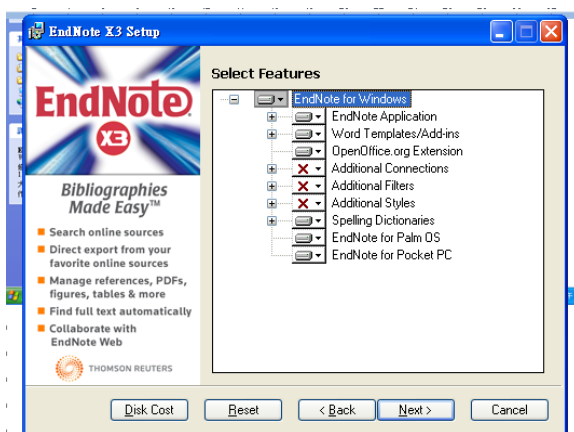 EndNote X3 Setup
EndNote
X3
Bibliographies
Made Easy™
Search online sources
Direct export from your
favorite online sources
Manage references, PDFs,
figures, tables & more
Find full text automatically
Collaborate with
EndNote Web
THOMSON REUTERS
Select Features
EndNote for Windows
EndNote Application
Word Templates/Add-ins
OpenOffice.org Extension
Additional Connections
Additional Filters
Additional Styles
Spelling Dictionaries
EndNote for Palm OS
EndNote for Pocket PC
Disk Cost
Reset
< Back
Next >
Cancel